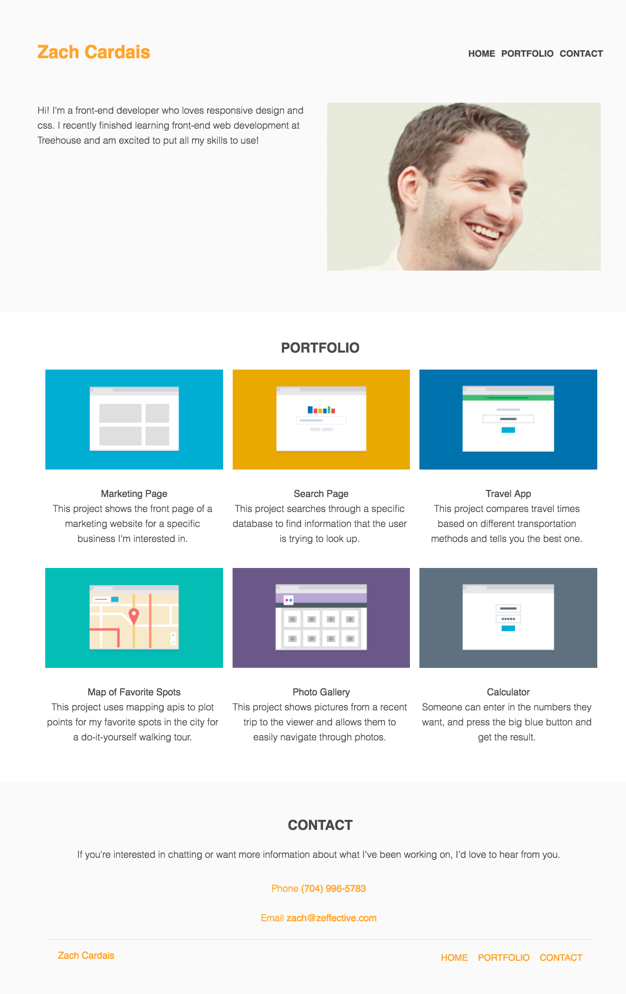 Zach Cardais
HOME PORTFOLIO CONTACT
Hi! I'm a front-end developer who loves responsive design and
css. I recently finished learning front-end web development at
Treehouse and am excited to put all my skills to use!
PORTFOLIO
Marketing Page
This project shows the front page of a
marketing website for a specific
business I'm interested in.
Search Page
This project searches through a specific
database to find information that the user
is trying to look up.
Travel App
This project compares travel times
based on different transportation
methods and tells you the best one.
Map of Favorite Spots
This project uses mapping apis to plot
points for my favorite spots in the city for
a do-it-yourself walking tour.
Photo Gallery
This project shows pictures from a recent
trip to the viewer and allows them to
easily navigate through photos.
Calculator
Someone can enter in the numbers they
want, and press the big blue button and
get the result.
CONTACT
If you're interested in chatting or want more information about what I've been working on, I'd love to hear from you.
Phone (704) 996-5783
Email zach@zeffective.com
Zach Cardais
HOME PORTFOLIO CONTACT